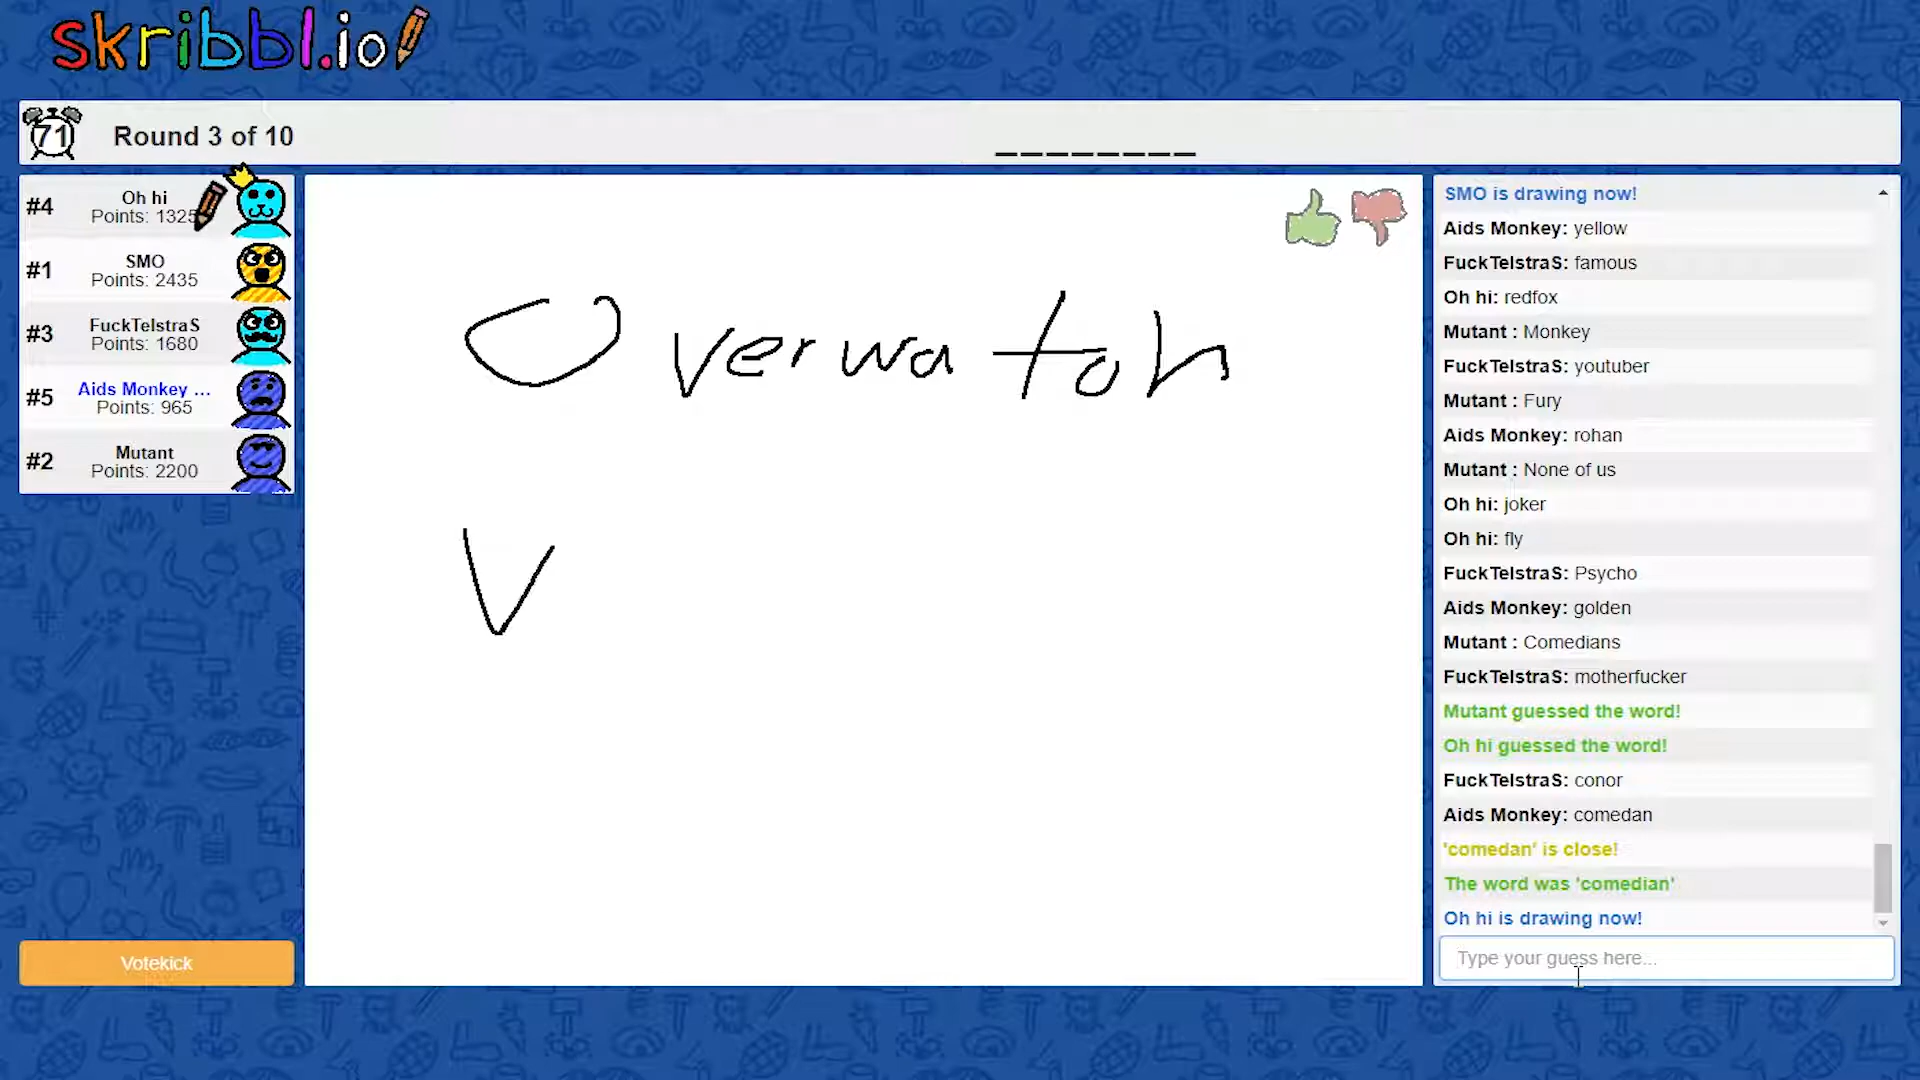 skribbl.io
71 Round 3 of 10 ________
#4 Oh hi Points: 1325
#1 SMO Points: 2435
#3 FuckTelstraS Points: 1680
#5 Aids Monkey ... Points: 965
#2 Mutant Points: 2200
Votekick
Overwatoh
V
SMO is drawing now!
Aids Monkey: yellow
FuckTelstraS: famous
Oh hi: redfox
Mutant : Monkey
FuckTelstraS: youtuber
Mutant : Fury
Aids Monkey: rohan
Mutant : None of us
Oh hi: joker
Oh hi: fly
FuckTelstraS: Psycho
Aids Monkey: golden
Mutant : Comedians
FuckTelstraS: motherfucker
Mutant guessed the word!
Oh hi guessed the word!
FuckTelstraS: conor
Aids Monkey: comedan
'comedan' is close!
The word was 'comedian'
Oh hi is drawing now!
Type your guess here...